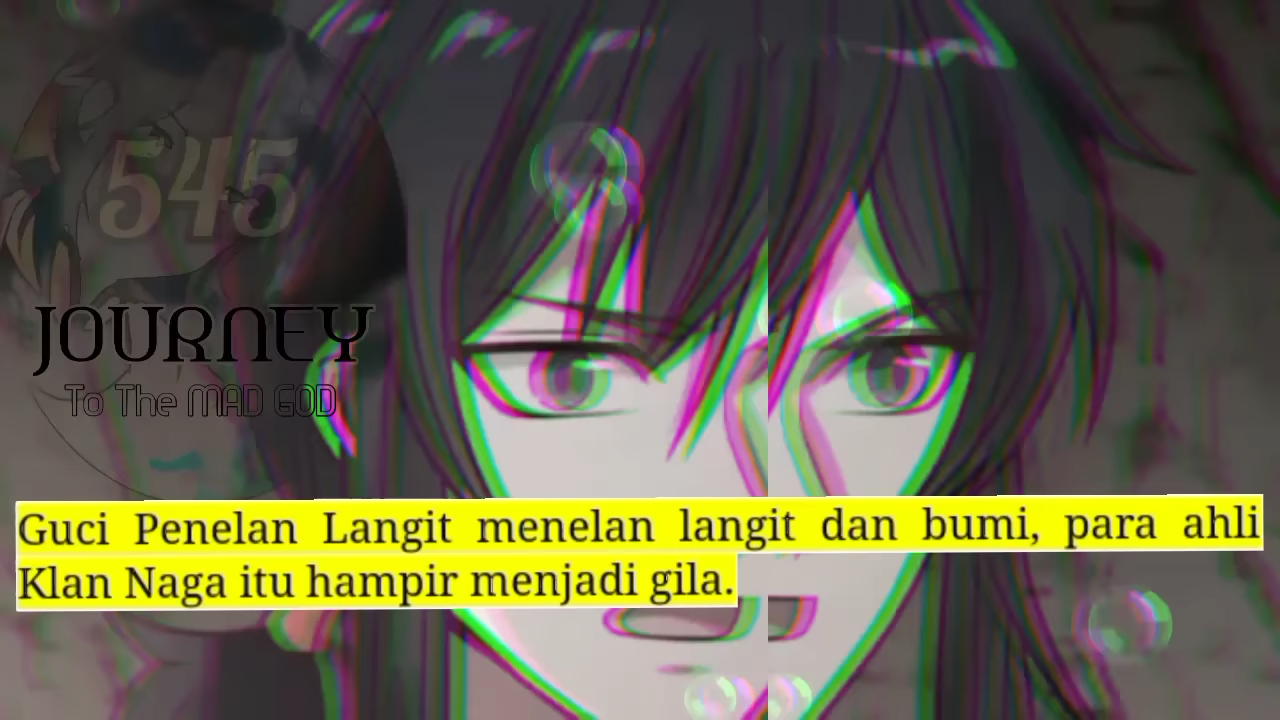 545
JOURNEY
To The MAD GOD
Guci Penelan Langit menelan langit dan bumi, para ahli
Klan Naga itu hampir menjadi gila.